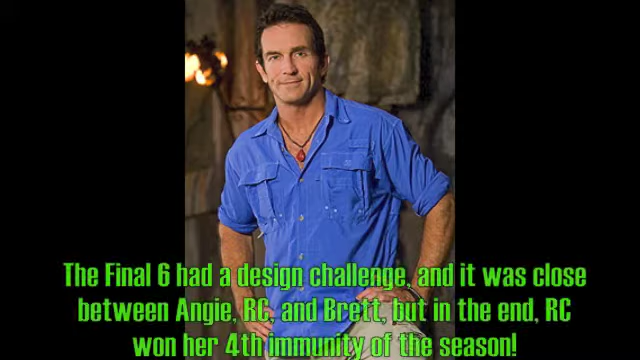 The Final 6 had a design challenge, and it was close
between Angie, RC, and Brett, but in the end, RC
won her 4th immunity of the season!